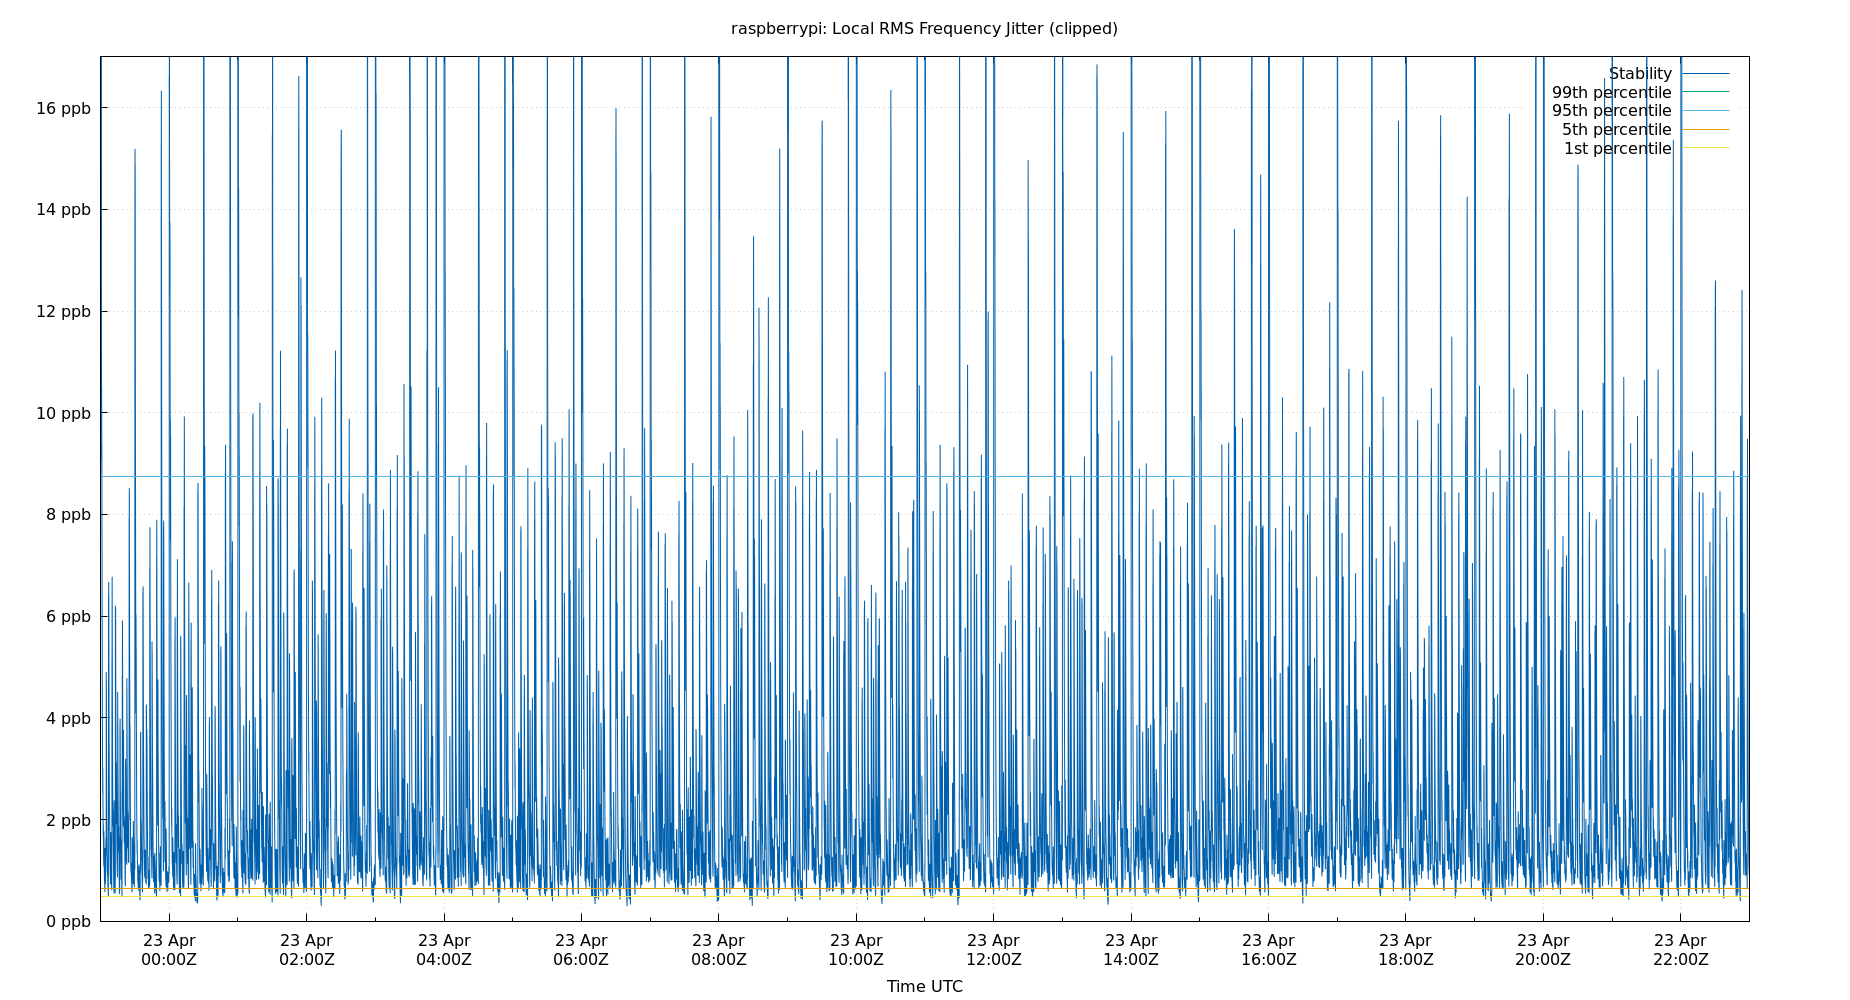 raspberrypi: Local RMS Frequency Jitter (clipped)
Stability
99th percentile
95th percentile
5th percentile
1st percentile
16 ppb
14 ppb
12 ppb
10 ppb
8 ppb
6 ppb
4 ppb
2 ppb
0 ppb
23 Apr 23 Apr 23 Apr 23 Apr 23 Apr 23 Apr 23 Apr 23 Apr 23 Apr 23 Apr 23 Apr 23 Apr
00:00Z 02:00Z 04:00Z 06:00Z 08:00Z 10:00Z 12:00Z 14:00Z 16:00Z 18:00Z 20:00Z 22:00Z
Time UTC